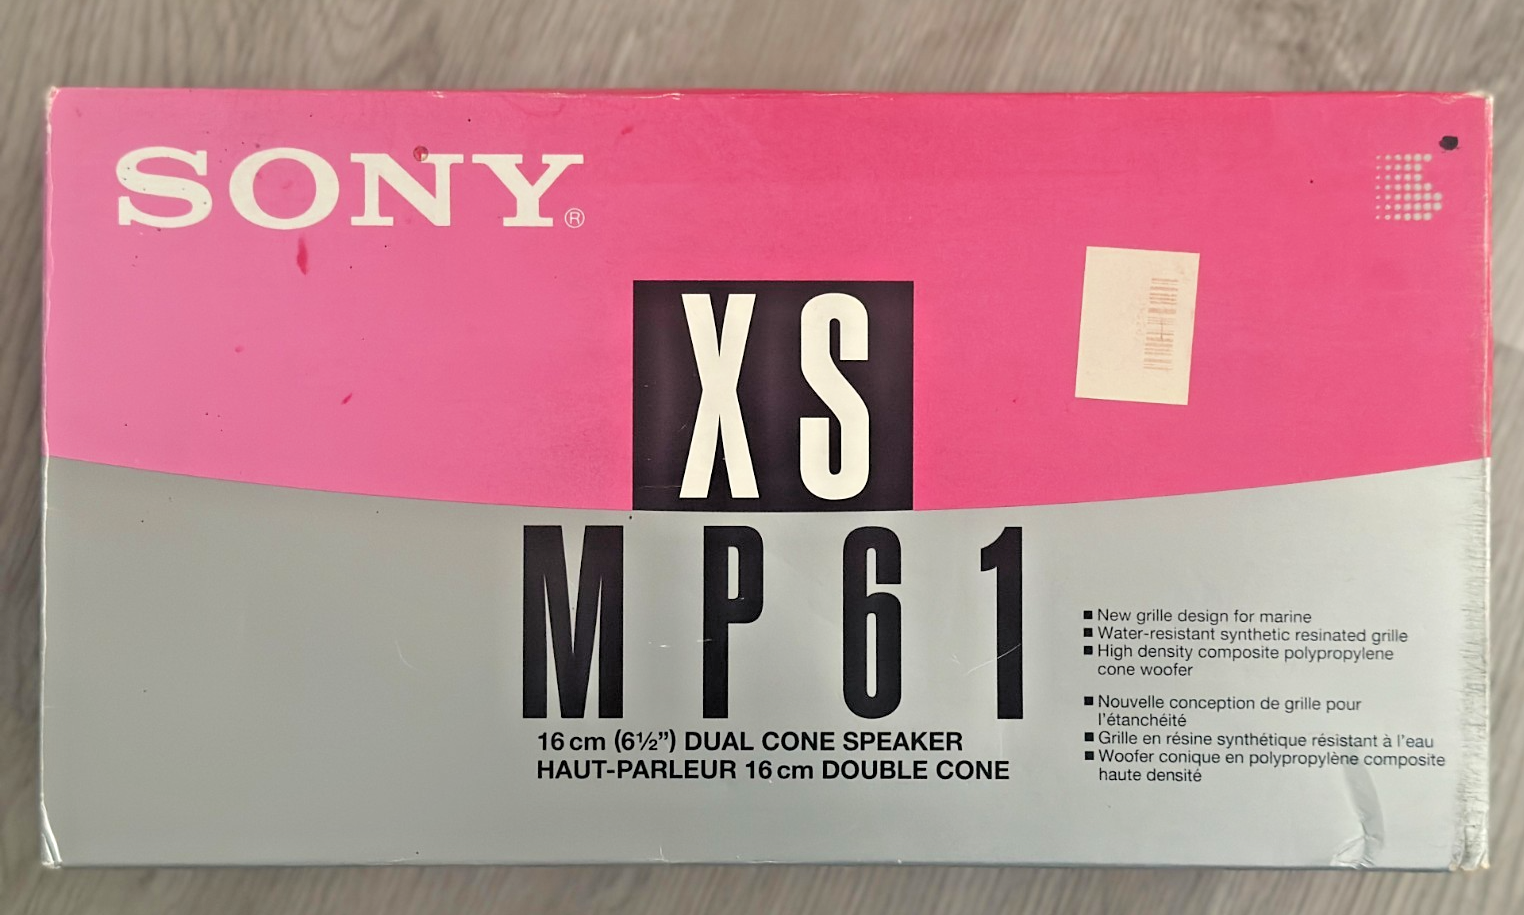 SONY®
XS
MP61
16 cm (6½") DUAL CONE SPEAKER
HAUT-PARLEUR 16 cm DOUBLE CONE
■ New grille design for marine
■ Water-resistant synthetic resinated grille
■ High density composite polypropylene
cone woofer
■ Nouvelle conception de grille pour
l'étanchéité
■ Grille en résine synthétique résistant à l'eau
■ Woofer conique en polypropylène composite
haute densité